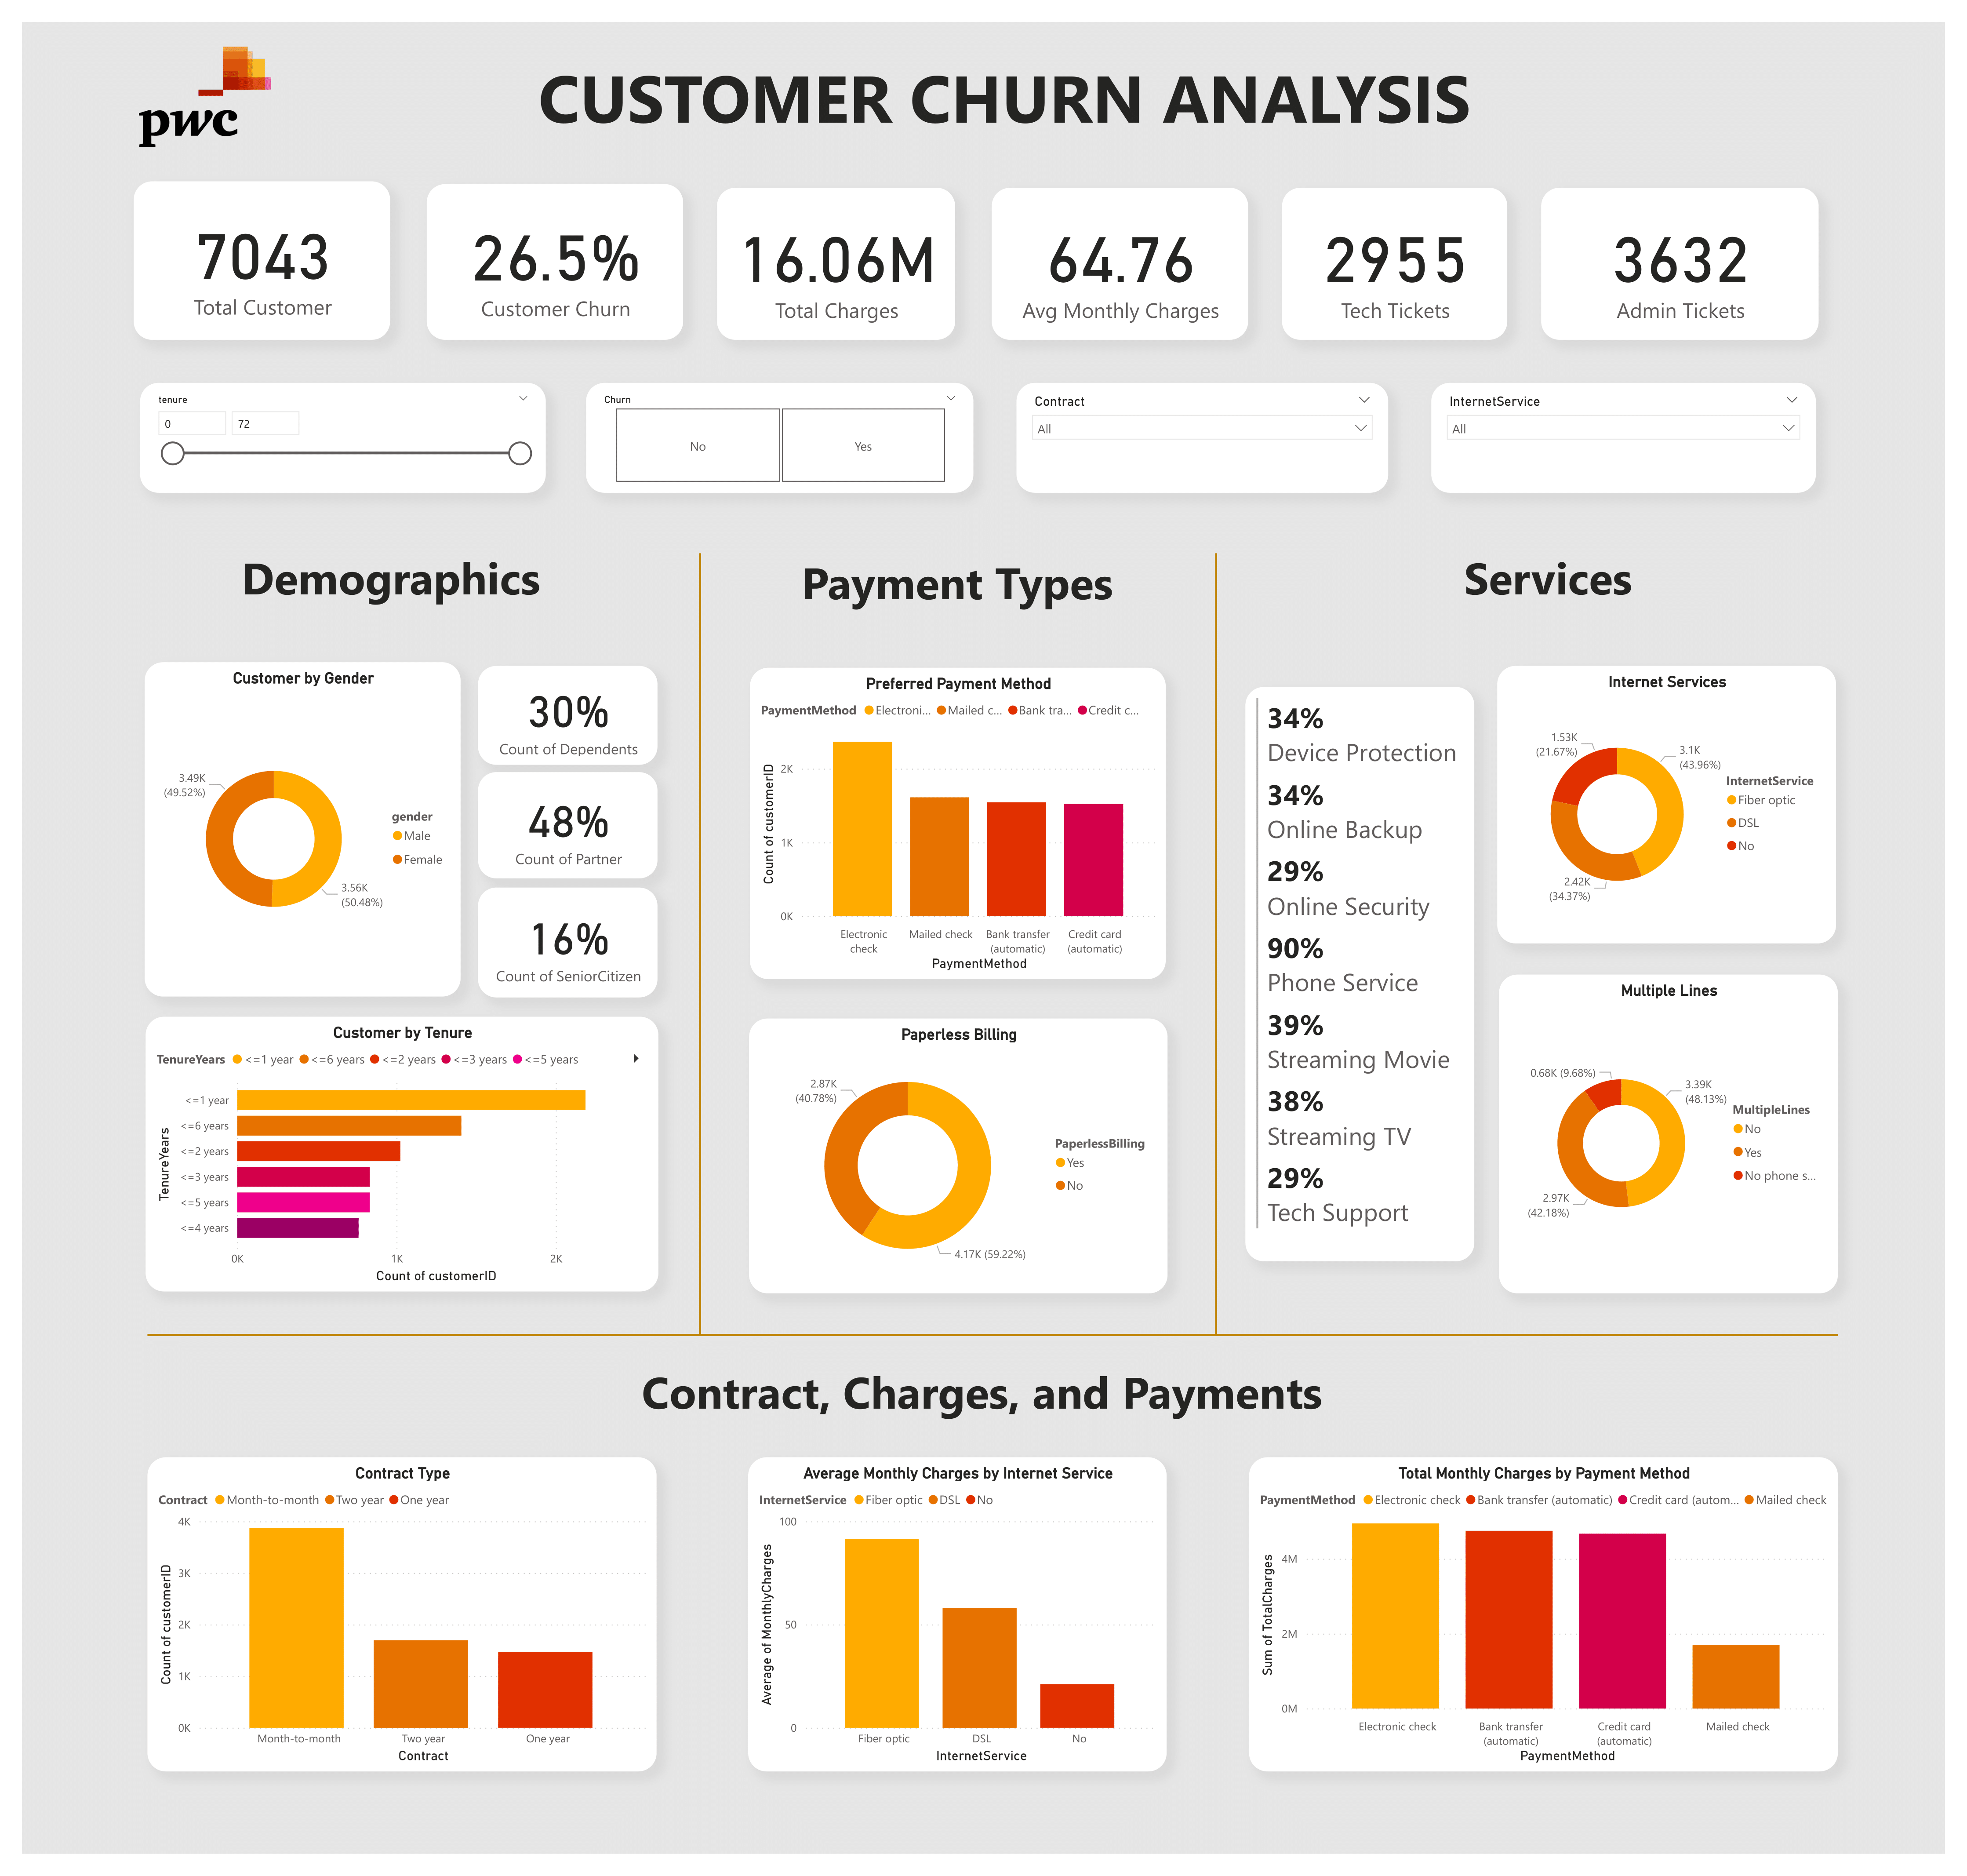 pwc
CUSTOMER CHURN ANALYSIS
7043
Total Customer
26.5%
Customer Churn
16.06M
Total Charges
64.76
Avg Monthly Charges
2955
Tech Tickets
3632
Admin Tickets
tenure
0
72
Churn
No
Yes
Contract
All
InternetService
All
Demographics
Customer by Gender
3.49K
(49.52%)
3.56K
(50.48%)
gender
Male
Female
30%
Count of Dependents
48%
Count of Partner
16%
Count of SeniorCitizen
Customer by Tenure
TenureYears <=1 year <=6 years <=2 years <=3 years <=5 years
TenureYears
<=1 year
<=6 years
<=2 years
<=3 years
<=5 years
<=4 years
0K 1K 2K
Count of customerID
Payment Types
Preferred Payment Method
PaymentMethod Electroni... Mailed c... Bank tra... Credit c...
Count of customerID
2K
1K
0K
Electronic
check
Mailed check
Bank transfer
(automatic)
Credit card
(automatic)
PaymentMethod
Paperless Billing
2.87K
(40.78%)
4.17K (59.22%)
PaperlessBilling
Yes
No
Services
34%
Device Protection
34%
Online Backup
29%
Online Security
90%
Phone Service
39%
Streaming Movie
38%
Streaming TV
29%
Tech Support
Internet Services
1.53K
(21.67%)
3.1K
(43.96%)
2.42K
(34.37%)
InternetService
Fiber optic
DSL
No
Multiple Lines
0.68K (9.68%)
3.39K
(48.13%)
2.97K
(42.18%)
MultipleLines
No
Yes
No phone s...
Contract, Charges, and Payments
Contract Type
Contract Month-to-month Two year One year
Count of customerID
4K
3K
2K
1K
0K
Month-to-month Two year One year
Contract
Average Monthly Charges by Internet Service
InternetService Fiber optic DSL No
Average of MonthlyCharges
100
50
0
Fiber optic DSL No
InternetService
Total Monthly Charges by Payment Method
PaymentMethod Electronic check Bank transfer (automatic) Credit card (autom... Mailed check
Sum of TotalCharges
4M
2M
0M
Electronic check
Bank transfer
(automatic)
Credit card
(automatic)
Mailed check
PaymentMethod